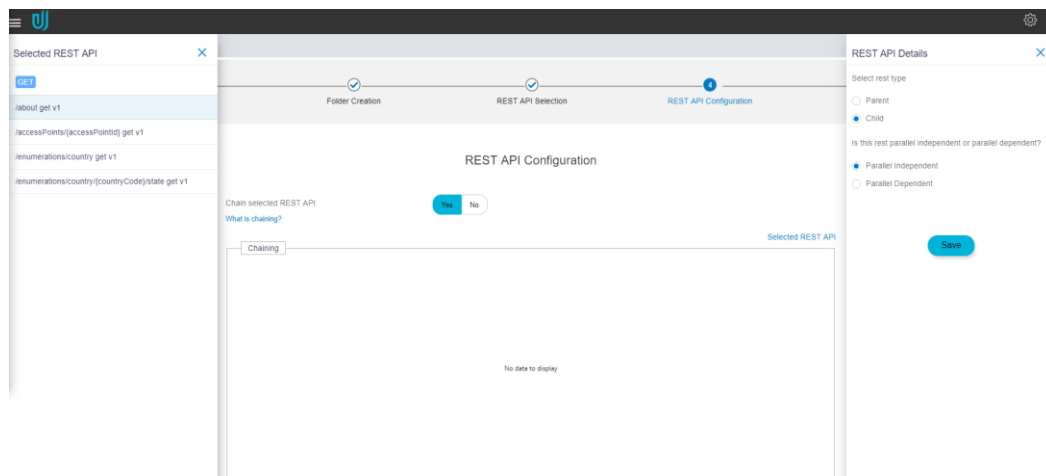 Selected REST API
GET
/about get v1
/accessPoints/{accessPointId} get v1
/enumerations/country get v1
/enumerations/country/{countryCode}/state get v1
Folder Creation
REST API Selection
4
REST API Configuration
REST API Configuration
Chain selected REST API
Yes No
What is chaining?
Selected REST API
Chaining
No data to display
REST API Details
Select rest type
Parent
Child
Is this rest parallel independent or parallel dependent?
Parallel Independent
Parallel Dependent
Save